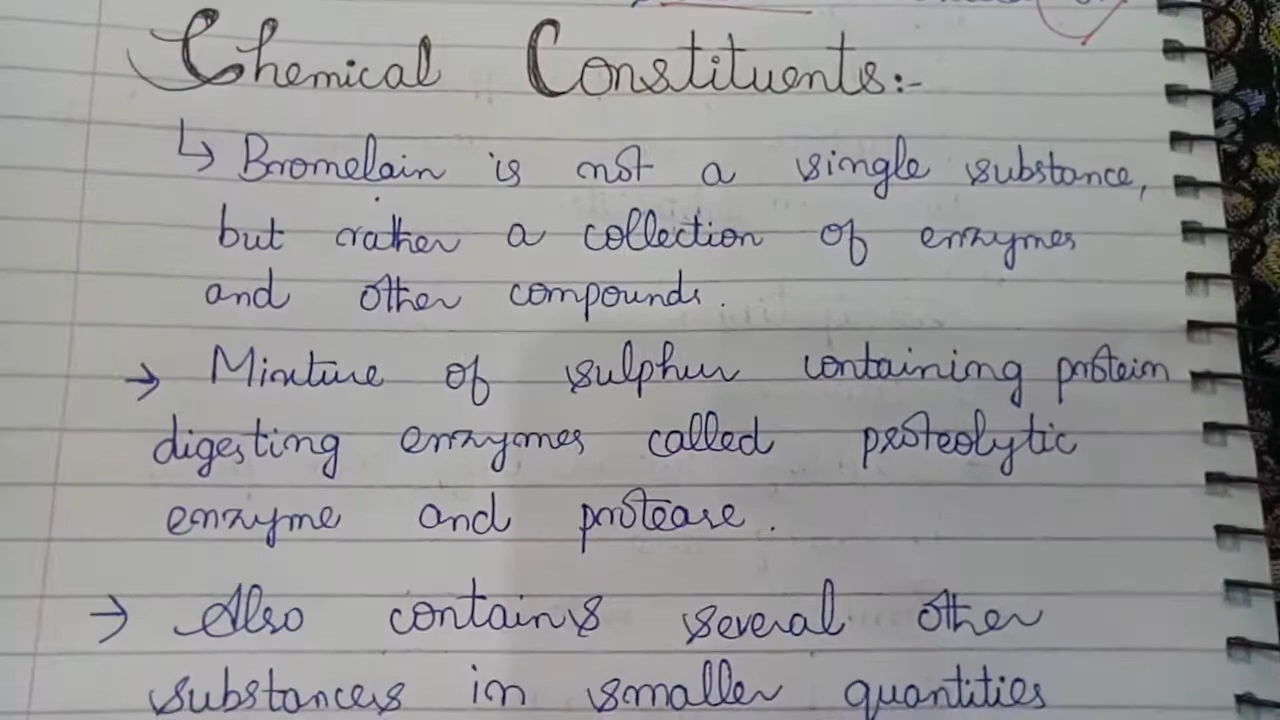 Chemical Constituents:-
↳ Bromelain is not a single substance,
but rather a collection of enzymes
and other compounds.
→ Mixture of sulphur containing protein
digesting enzymes called proteolytic
enzyme and protease.
→ Also contains several other
substances in smaller quantities